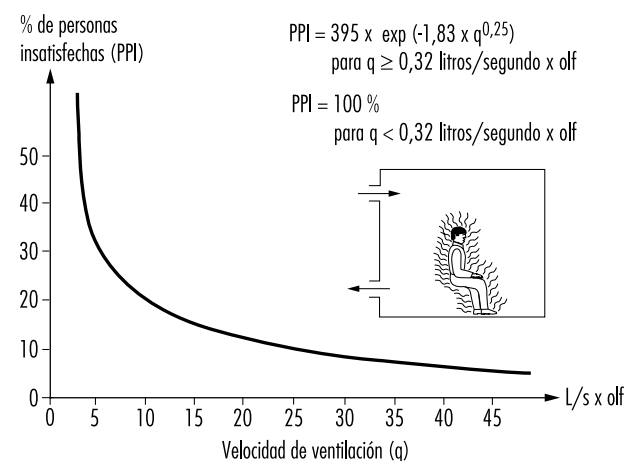 % de personas
insatisfechas (PPI)
PPI = 395 x exp (-1,83 x q^0,25)
para q ≥ 0,32 litros/segundo x olf
PPI = 100 %
para q < 0,32 litros/segundo x olf
50
40
30
20
10
0
0 5 10 15 20 25 30 35 40 45
L/s x olf
Velocidad de ventilación (q)